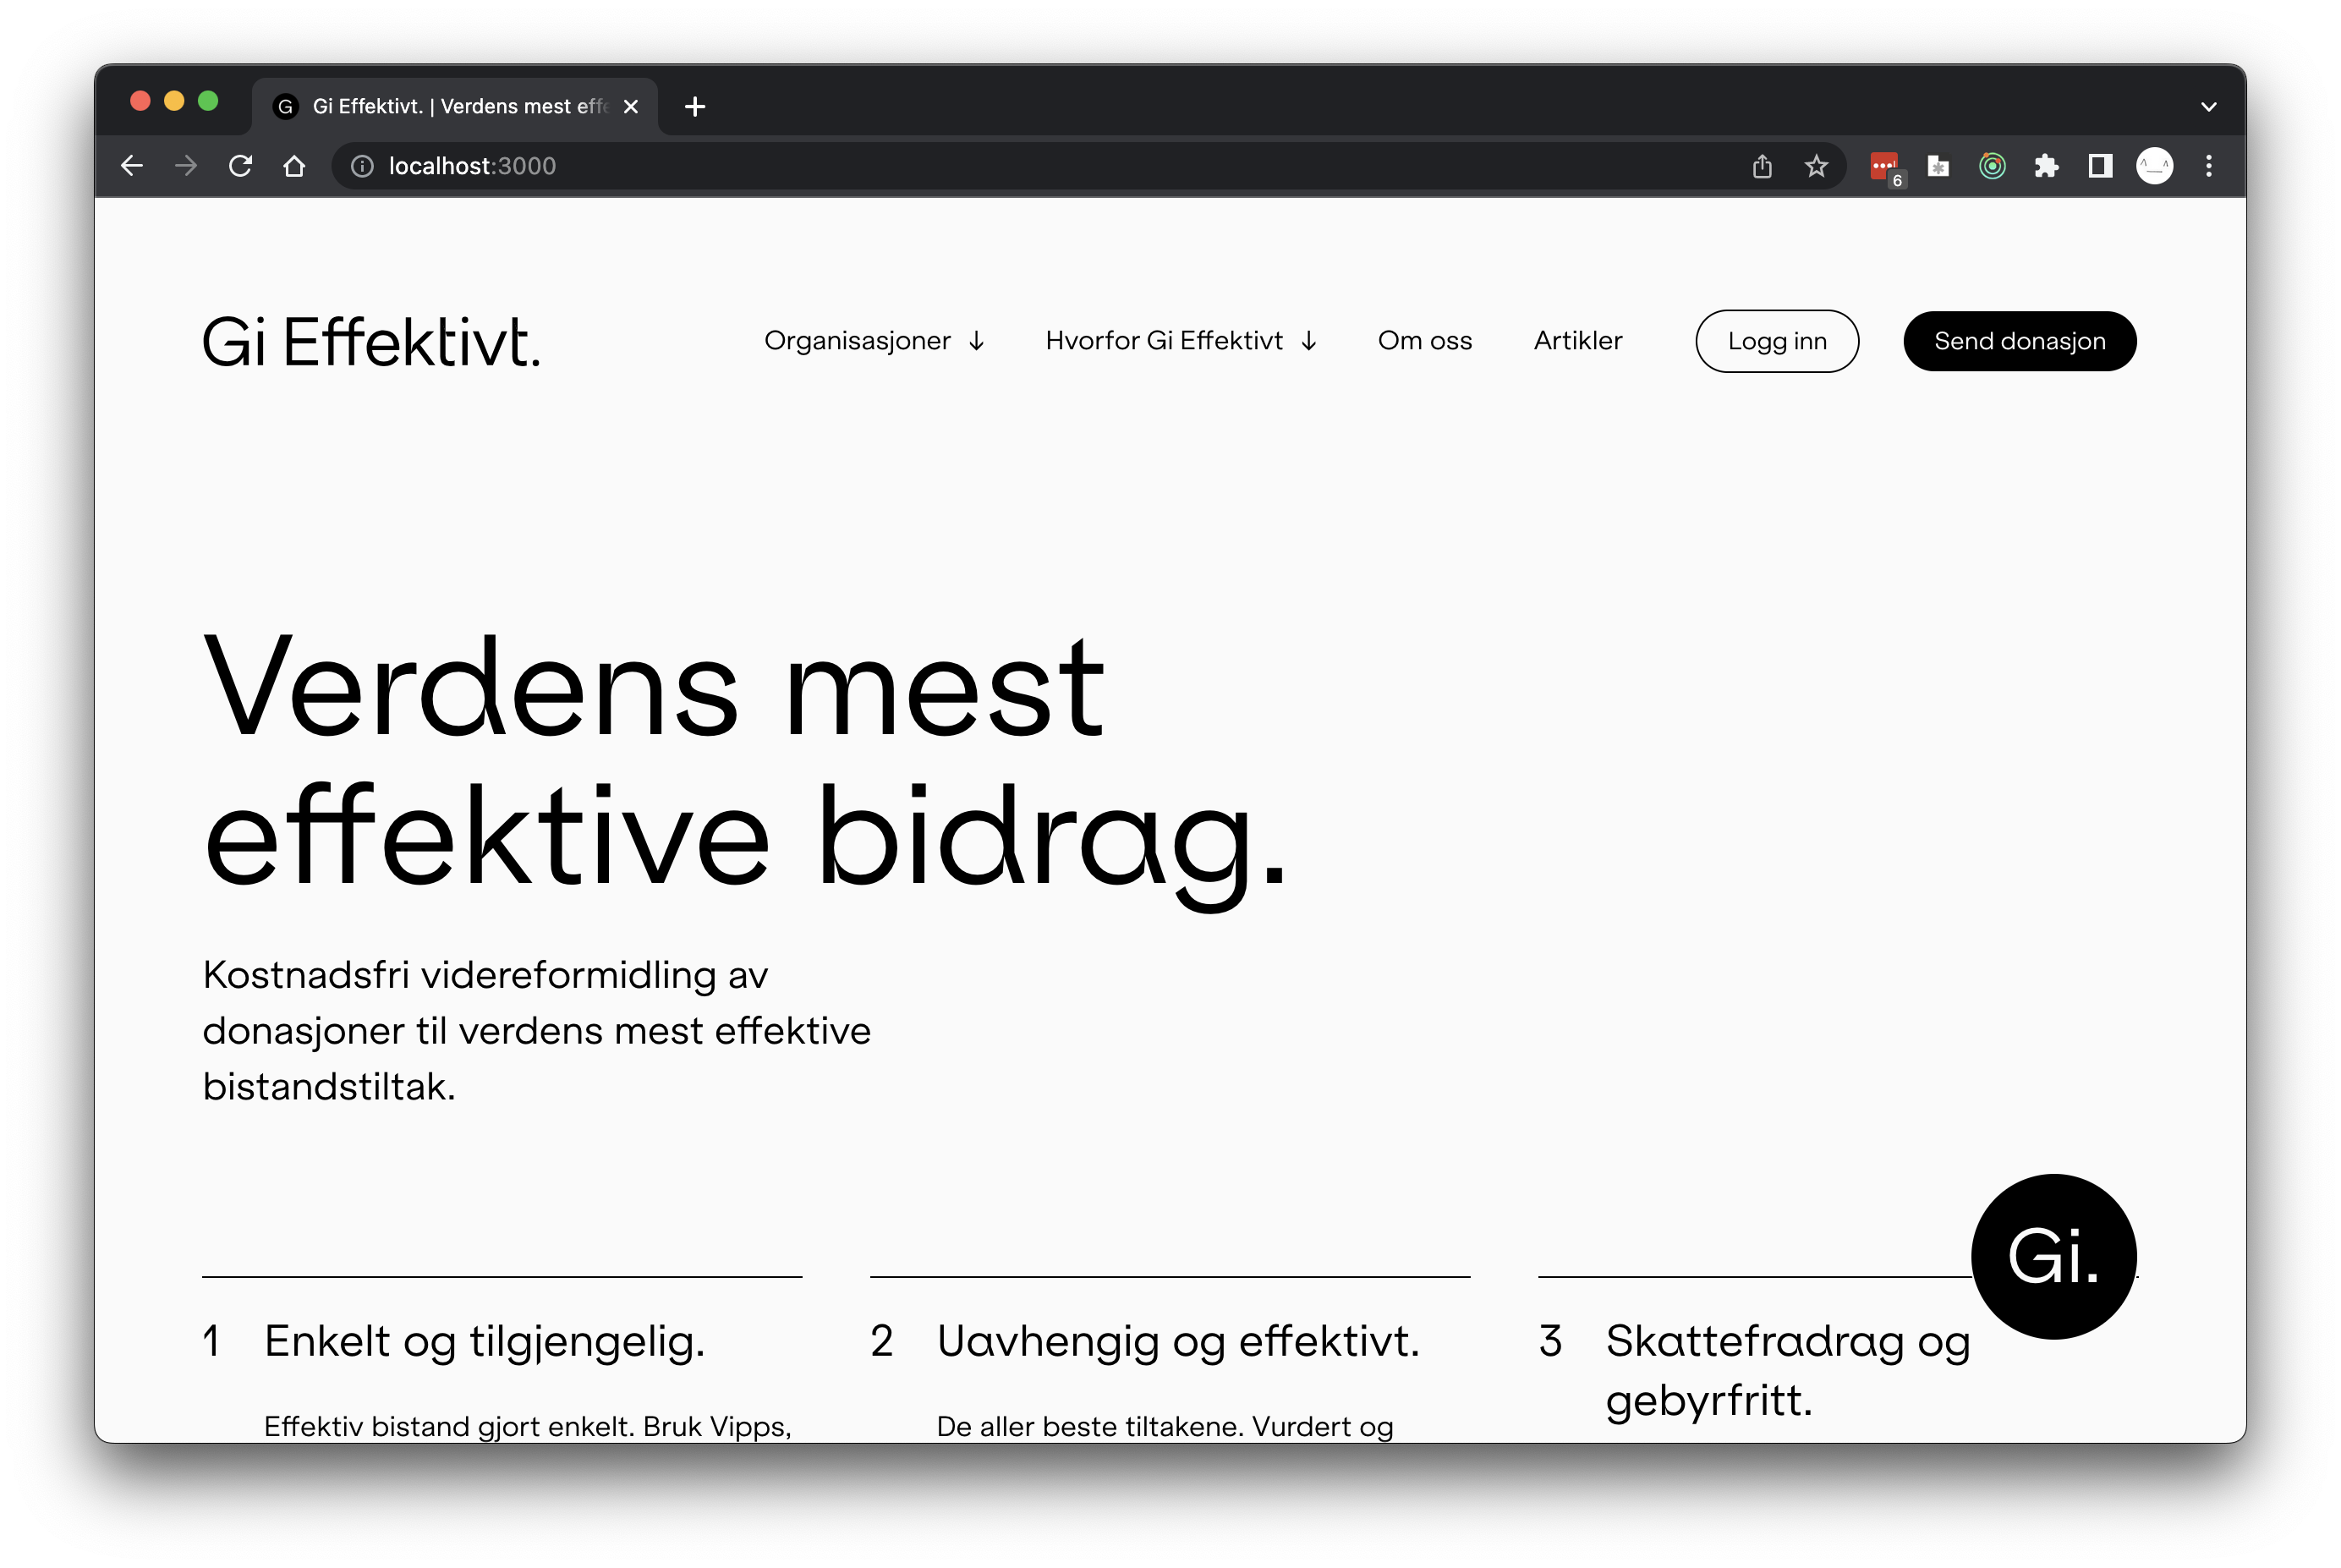 Gi Effektivt. | Verdens mest effe
localhost:3000
6
Gi Effektivt.
Organisasjoner ↓ Hvorfor Gi Effektivt ↓ Om oss Artikler Logg inn Send donasjon
Verdens mest
effektive bidrag.
Kostnadsfri videreformidling av
donasjoner til verdens mest effektive
bistandstiltak.
Gi.
1 Enkelt og tilgjengelig.
Effektiv bistand gjort enkelt. Bruk Vipps,
2 Uavhengig og effektivt.
De aller beste tiltakene. Vurdert og
3 Skattefradrag og
gebyrfritt.